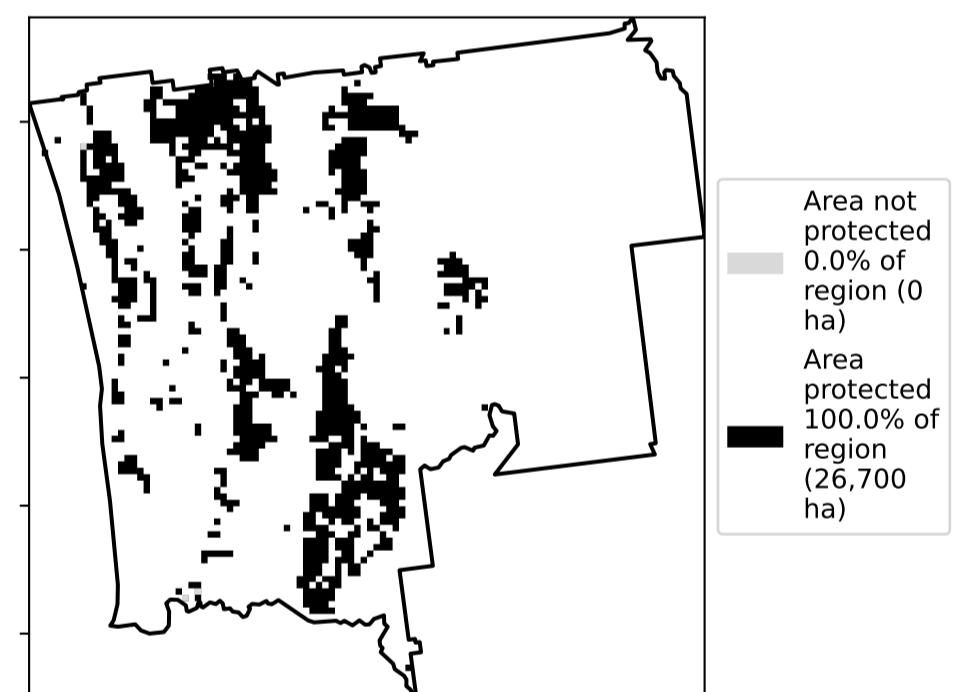 Area not
protected
0.0% of
region (0
ha)
Area
protected
100.0% of
region
(26,700
ha)